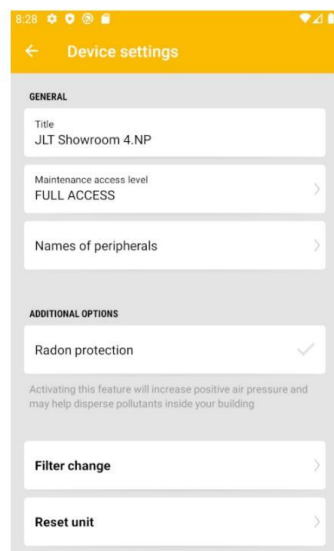 8:28
Device settings
GENERAL
Title
JLT Showroom 4.NP
Maintenance access level
FULL ACCESS
Names of peripherals
ADDITIONAL OPTIONS
Radon protection
Activating this feature will increase positive air pressure and
may help disperse pollutants inside your building
Filter change
Reset unit